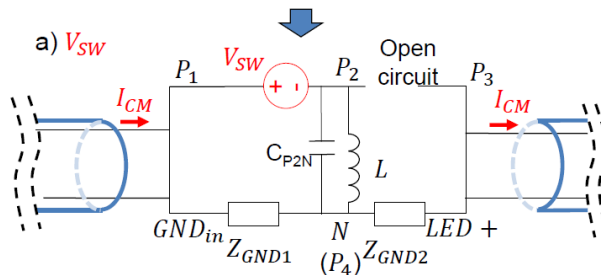 a) V_SW
I_CM
P_1
V_SW
+ -
P_2
Open
circuit
P_3
I_CM
C_P2N
L
GND_in
Z_GND1
N
(P_4)
Z_GND2
LED +